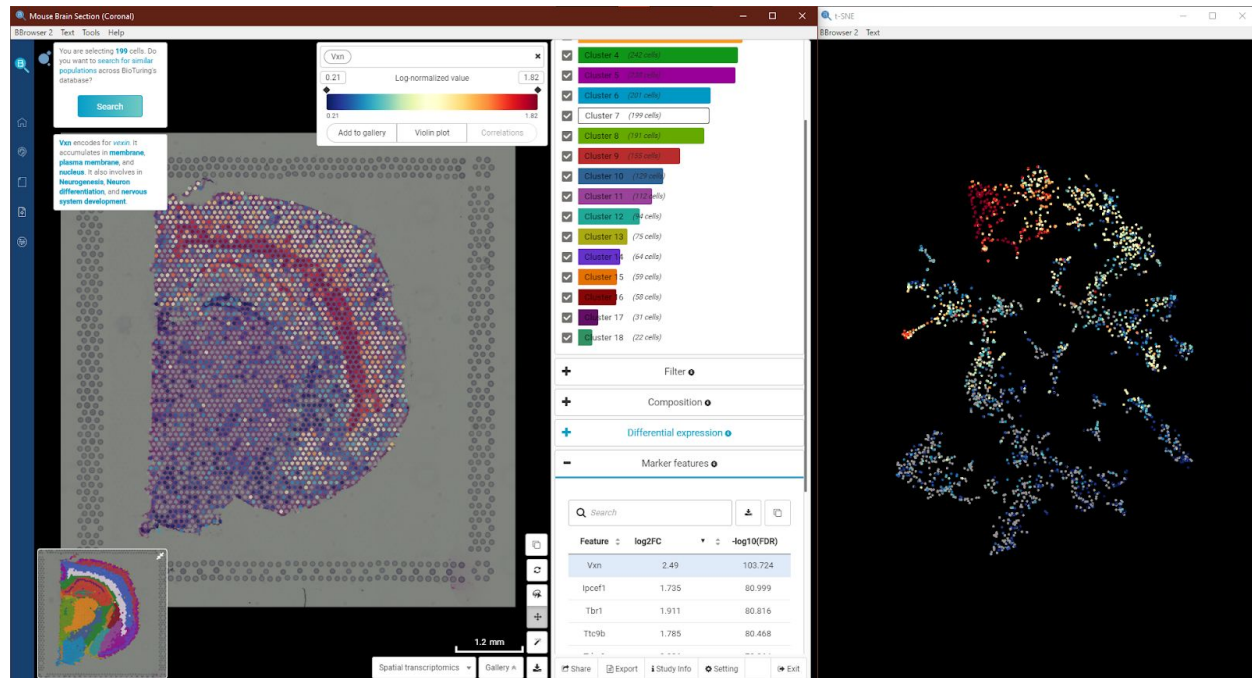 Mouse Brain Section (Coronal)
BBrowser 2 Text Tools Help
You are selecting 199 cells. Do
you want to search for similar
populations across BioTuring's
database?
Search
Vxn encodes for vexin. It
accumulates in membrane,
plasma membrane, and
nucleus. It also involves in
Neurogenesis, Neuron
differentiation, and nervous
system development.
Vxn
0.21 Log-normalized value 1.82
0.21 1.82
Add to gallery Violin plot Correlations
1.2 mm
Spatial transcriptomics Gallery
Cluster 4 (242 cells)
Cluster 5
Cluster 6 (201 cells)
Cluster 7 (199 cells)
Cluster 8 (191 cells)
Cluster 9
Cluster 10 (129 cells)
Cluster 11 (112 cells)
Cluster 12 (94 cells)
Cluster 13 (75 cells)
Cluster 14 (64 cells)
Cluster 15 (59 cells)
Cluster 16 (58 cells)
Cluster 17 (31 cells)
Cluster 18 (22 cells)
Filter
Composition
Differential expression
Marker features
Search
Feature log2FC -log10(FDR)
Vxn 2.49 103.724
Ipcef1 1.735 80.999
Tbr1 1.911 80.816
Ttc9b 1.785 80.468
Share Export Study Info Setting Exit
t-SNE
BBrowser 2 Text